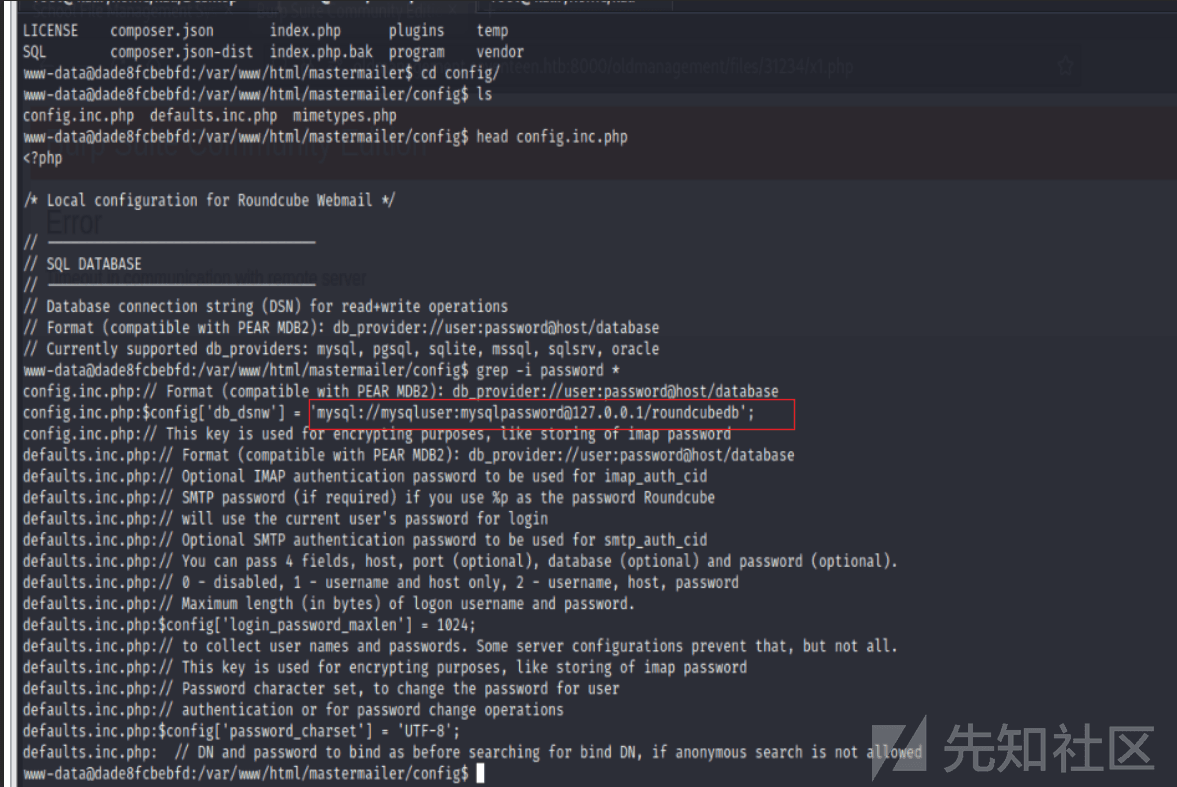 LICENSE composer.json index.php plugins temp
SQL composer.json-dist index.php.bak program vendor
www-data@dade8fcbebfd:/var/www/html/mastermailer$ cd config/
www-data@dade8fcbebfd:/var/www/html/mastermailer/config$ ls
config.inc.php defaults.inc.php mimetypes.php
www-data@dade8fcbebfd:/var/www/html/mastermailer/config$ head config.inc.php
<?php
/* Local configuration for Roundcube Webmail */
Error
// ----------------------------------
// SQL DATABASE
// ----------------------------------
// Database connection string (DSN) for read+write operations
// Format (compatible with PEAR MDB2): db_provider://user:password@host/database
// Currently supported db_providers: mysql, pgsql, sqlite, mssql, sqlsrv, oracle
www-data@dade8fcbebfd:/var/www/html/mastermailer/config$ grep -i password *
config.inc.php:// Format (compatible with PEAR MDB2): db_provider://user:password@host/database
config.inc.php:$config['db_dsnw'] = 'mysql://mysqluser:mysqlpassword@127.0.0.1/roundcubedb';
config.inc.php:// This key is used for encrypting purposes, like storing of imap password
defaults.inc.php:// Format (compatible with PEAR MDB2): db_provider://user:password@host/database
defaults.inc.php:// Optional IMAP authentication password to be used for imap_auth_cid
defaults.inc.php:// SMTP password (if required) if you use %p as the password Roundcube
defaults.inc.php:// will use the current user's password for login
defaults.inc.php:// Optional SMTP authentication password to be used for smtp_auth_cid
defaults.inc.php:// You can pass 4 fields, host, port (optional), database (optional) and password (optional).
defaults.inc.php:// 0 - disabled, 1 - username and host only, 2 - username, host, password
defaults.inc.php:// Maximum length (in bytes) of logon username and password.
defaults.inc.php:$config['login_password_maxlen'] = 1024;
defaults.inc.php:// to collect user names and passwords. Some server configurations prevent that, but not all.
defaults.inc.php:// This key is used for encrypting purposes, like storing of imap password
defaults.inc.php:// Password character set, to change the password for user
defaults.inc.php:// authentication or for password change operations
defaults.inc.php:$config['password_charset'] = 'UTF-8';
defaults.inc.php: // DN and password to bind as before searching for bind DN, if anonymous search is not allowed
www-data@dade8fcbebfd:/var/www/html/mastermailer/config$
先知社区